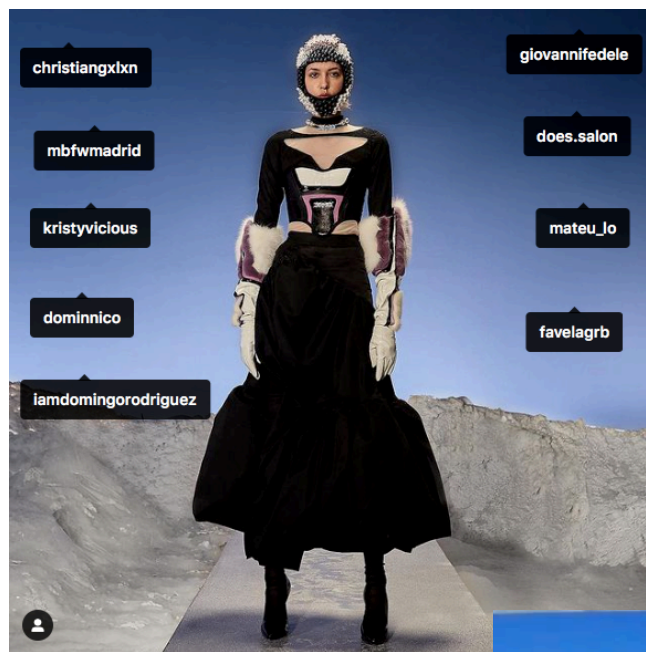 christiangxlxn
giovannifedele
mbfwmadrid
does.salon
kristyvicious
mateu_lo
dominnico
favelagrb
iamdomingorodriguez